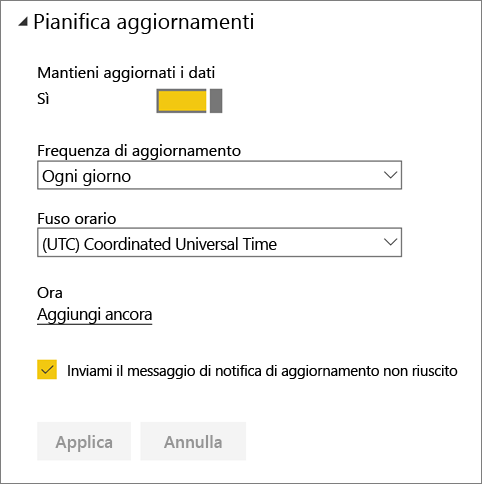 Pianifica aggiornamenti
Mantieni aggiornati i dati
Sì
Frequenza di aggiornamento
Ogni giorno
Fuso orario
(UTC) Coordinated Universal Time
Ora
Aggiungi ancora
Inviami il messaggio di notifica di aggiornamento non riuscito
Applica Annulla